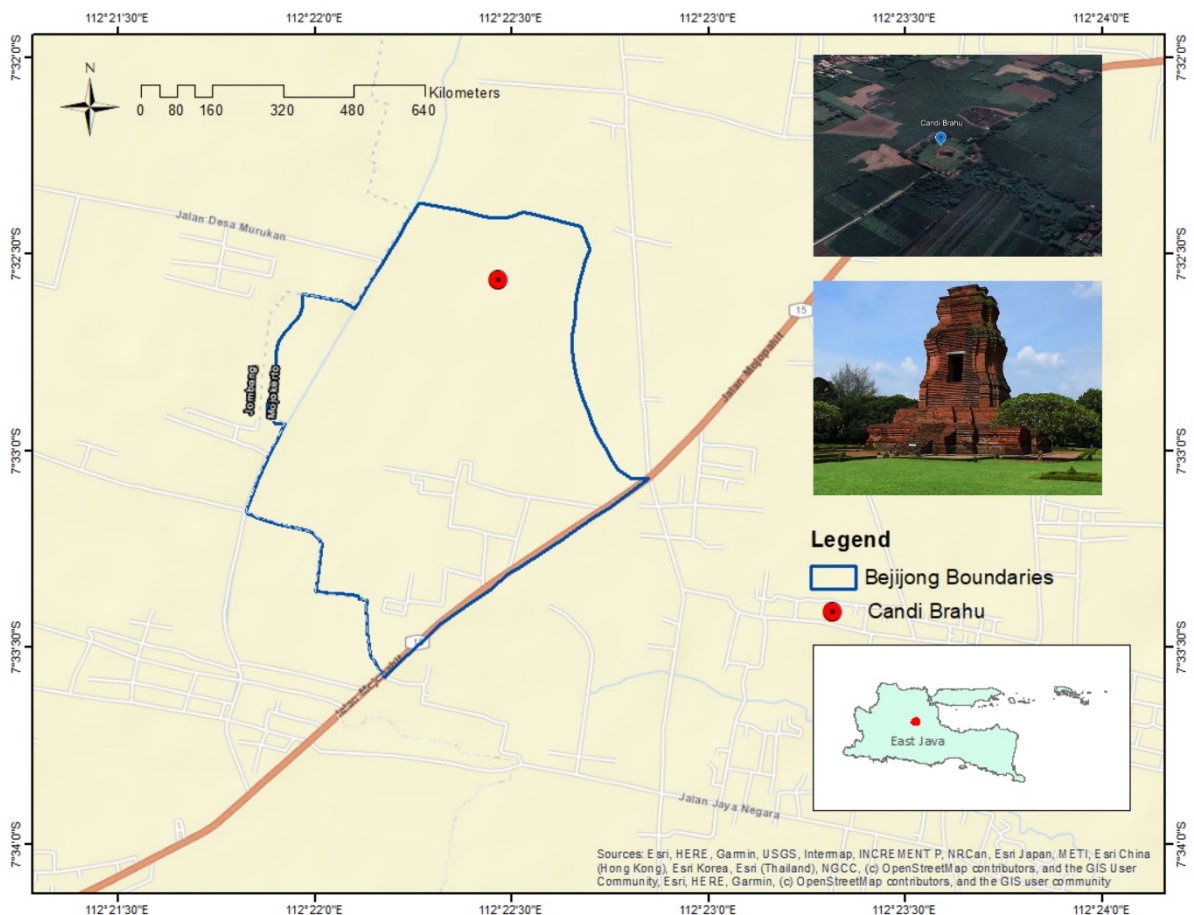 112°21'30"E 112°22'0"E 112°22'30"E 112°23'0"E 112°23'30"E 112°24'0"E
7°32'0"S
7°32'30"S
7°33'0"S
7°33'30"S
7°34'0"S
7°32'0"S
7°32'30"S
7°33'0"S
7°33'30"S
7°34'0"S
N
Kilometers
0 80 160 320 480 640
Jalan Desa Murukan
Jombang
Mojokerto
15
Jalan Mojopahit
15
Jalan Mojopahit
Jalan Jaya Negara
Candi Brahu
Legend
Bejijong Boundaries
Candi Brahu
East Java
Sources: Esri, HERE, Garmin, USGS, Intermap, INCREMENT P, NRCan, Esri Japan, METI, Esri China
(Hong Kong), Esri Korea, Esri (Thailand), NGCC, (c) OpenStreetMap contributors, and the GIS User
Community, Esri, HERE, Garmin, (c) OpenStreetMap contributors, and the GIS user community
112°21'30"E 112°22'0"E 112°22'30"E 112°23'0"E 112°23'30"E 112°24'0"E